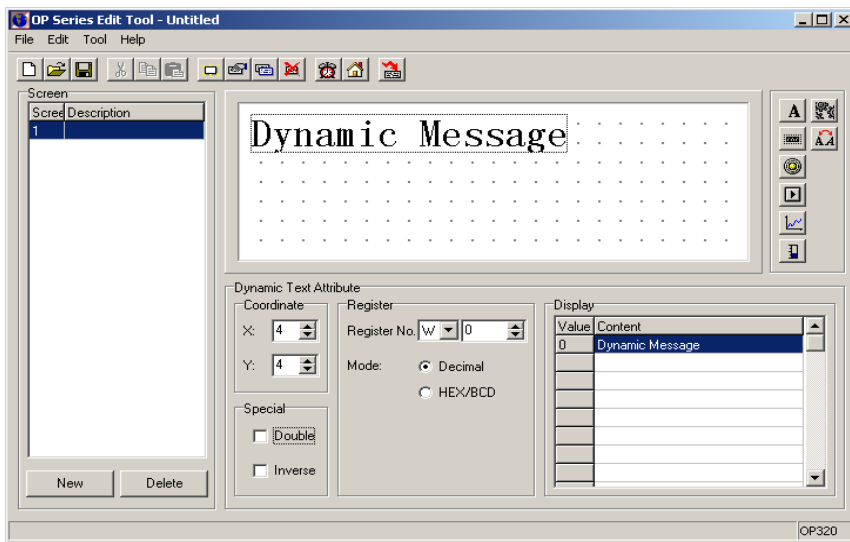 OP Series Edit Tool - Untitled
File Edit Tool Help
Screen
Scree Description
1
Dynamic Message
A
A A
Dynamic Text Attribute
Coordinate
X: 4
Y: 4
Special
Double
Inverse
Register
Register No. W 0
Mode: Decimal
HEX/BCD
Display
Value Content
0 Dynamic Message
New Delete
OP320